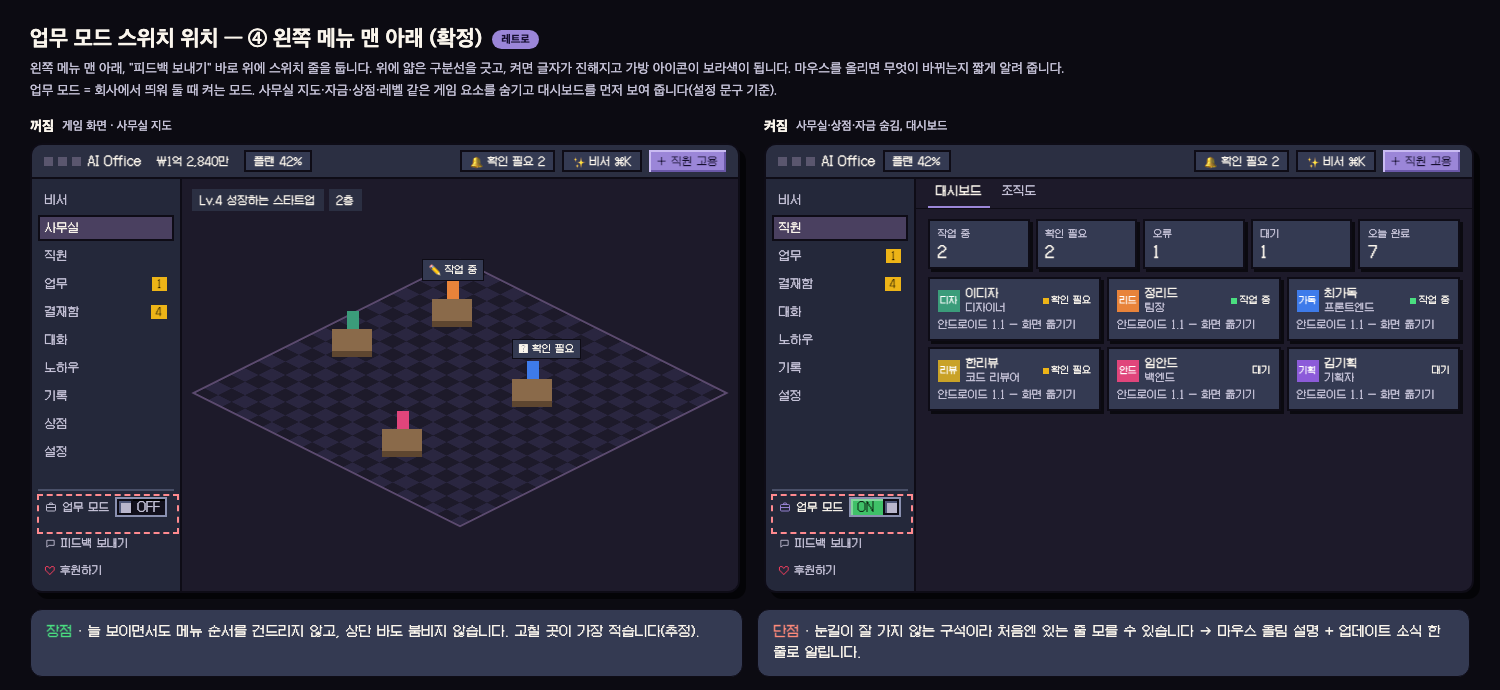 업무 모드 스위치 위치 — ④ 왼쪽 메뉴 맨 아래 (확정) 레트로
왼쪽 메뉴 맨 아래, "피드백 보내기" 바로 위에 스위치 줄을 둡니다. 위에 얇은 구분선을 긋고, 켜면 글자가 진해지고 가방 아이콘이 보라색이 됩니다. 마우스를 올리면 무엇이 바뀌는지 짧게 알려 줍니다.
업무 모드 = 회사에서 띄워 둘 때 켜는 모드. 사무실 지도·자금·상점·레벨 같은 게임 요소를 숨기고 대시보드를 먼저 보여 줍니다(설정 문구 기준).
꺼짐 게임 화면 · 사무실 지도
AI Office ₩1억 2,840만 플랜 42% 🔔 확인 필요 2 ✨ 비서 ⌘K + 직원 고용
비서
사무실
직원
업무 1
결재함 4
대화
노하우
기록
상점
설정
업무 모드 OFF
피드백 보내기
후원하기
Lv.4 성장하는 스타트업 2층
✏️ 작업 중
확인 필요
켜짐 사무실·상점·자금 숨김, 대시보드
AI Office 플랜 42% 🔔 확인 필요 2 ✨ 비서 ⌘K + 직원 고용
비서
직원
업무 1
결재함 4
대화
노하우
기록
설정
업무 모드 ON
피드백 보내기
후원하기
대시보드 조직도
작업 중 확인 필요 오류 대기 오늘 완료
2 2 1 1 7
디자 이디자 확인 필요
디자이너
안드로이드 1.1 — 화면 옮기기
리드 정리드 작업 중
팀장
안드로이드 1.1 — 화면 옮기기
가독 최가독 작업 중
프론트엔드
안드로이드 1.1 — 화면 옮기기
리뷰 한리뷰 확인 필요
코드 리뷰어
안드로이드 1.1 — 화면 옮기기
안드 임안드 대기
백엔드
안드로이드 1.1 — 화면 옮기기
기획 김기획 대기
기획자
안드로이드 1.1 — 화면 옮기기
장점 · 늘 보이면서도 메뉴 순서를 건드리지 않고, 상단 바도 붐비지 않습니다. 고칠 곳이 가장 적습니다(추정).
단점 · 눈길이 잘 가지 않는 구석이라 처음엔 있는 줄 모를 수 있습니다 → 마우스 올림 설명 + 업데이트 소식 한
줄로 알립니다.